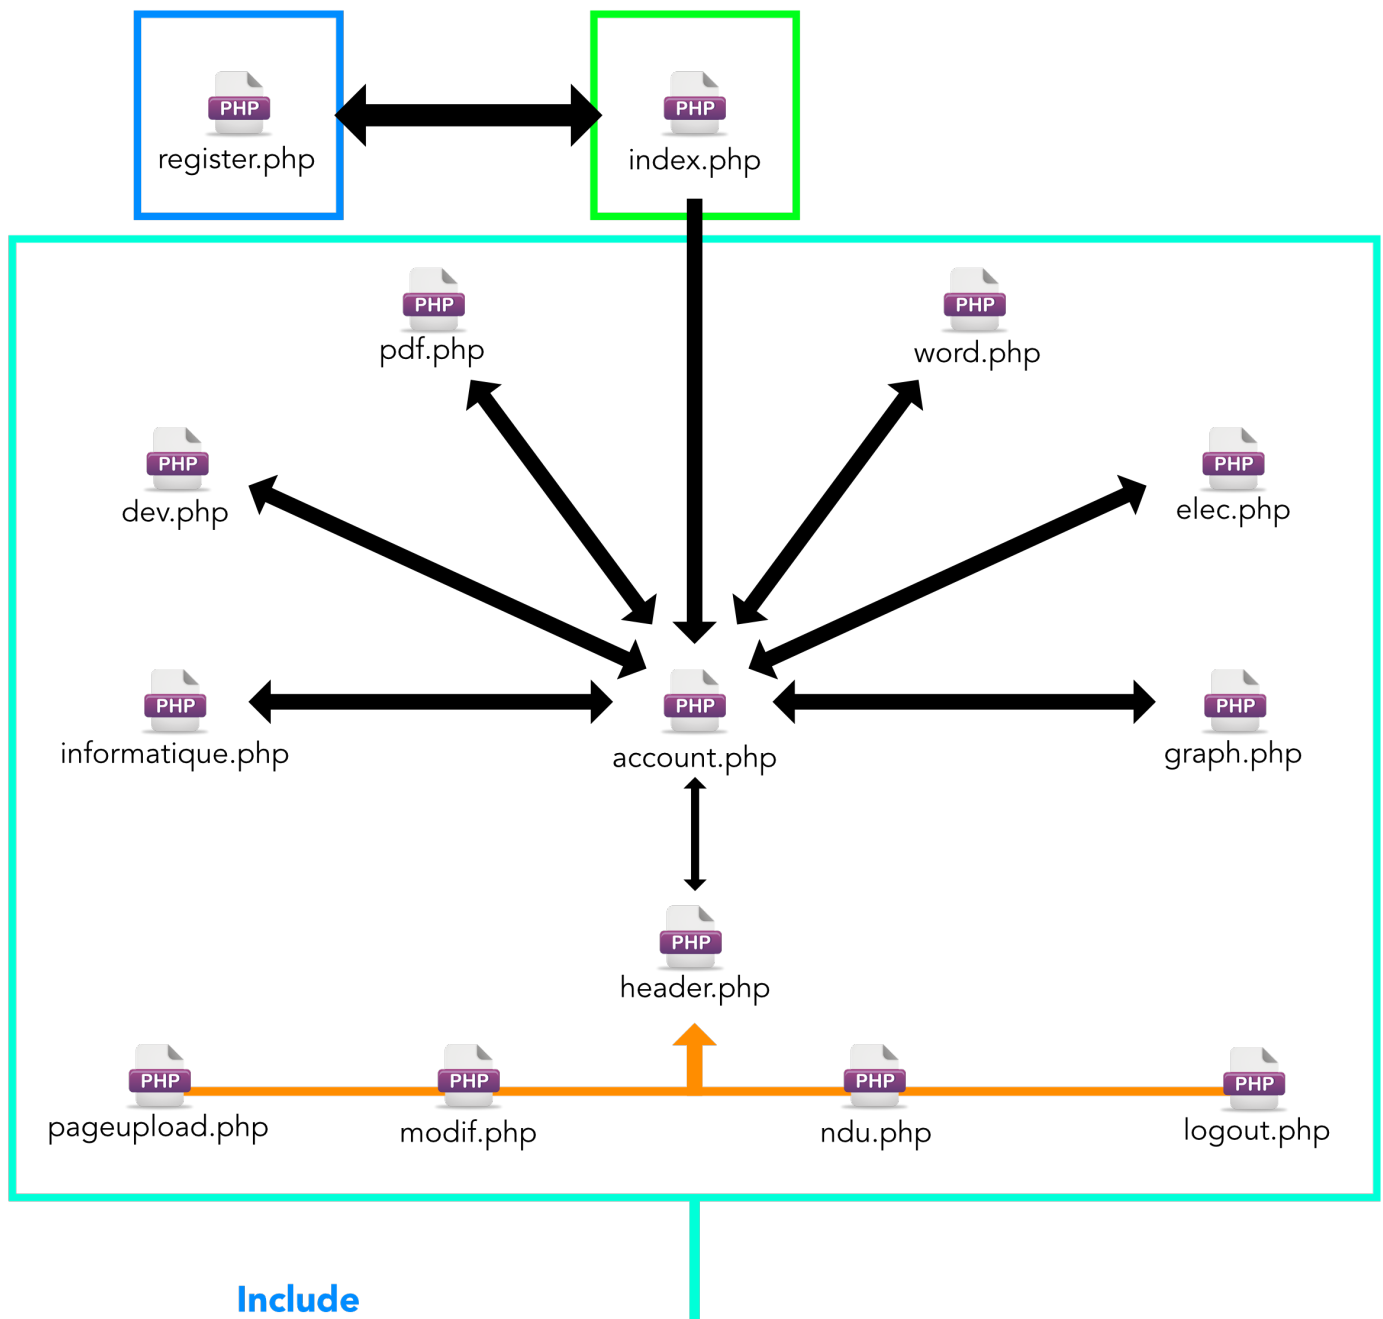 PHP
register.php
PHP
index.php
PHP
pdf.php
PHP
word.php
PHP
dev.php
PHP
elec.php
PHP
informatique.php
PHP
account.php
PHP
graph.php
PHP
header.php
PHP
pageupload.php
PHP
modif.php
PHP
ndu.php
PHP
logout.php
Include